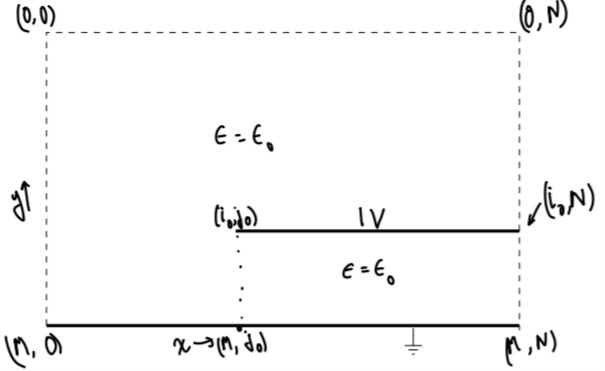 (0,0) (0,N)
ϵ = ϵ₀
y↑
(i₀,j₀) 1V (i₀,N)
ϵ = ϵ₀
(M,0) x → (M,j₀) (M,N)